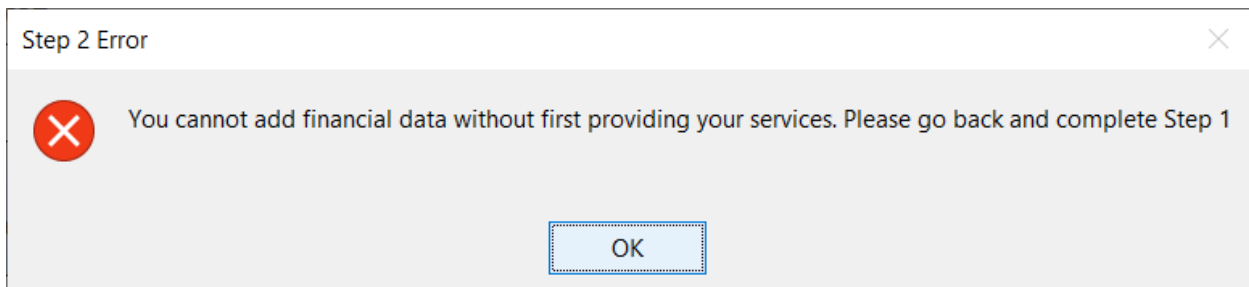 Step 2 Error
You cannot add financial data without first providing your services. Please go back and complete Step 1
OK